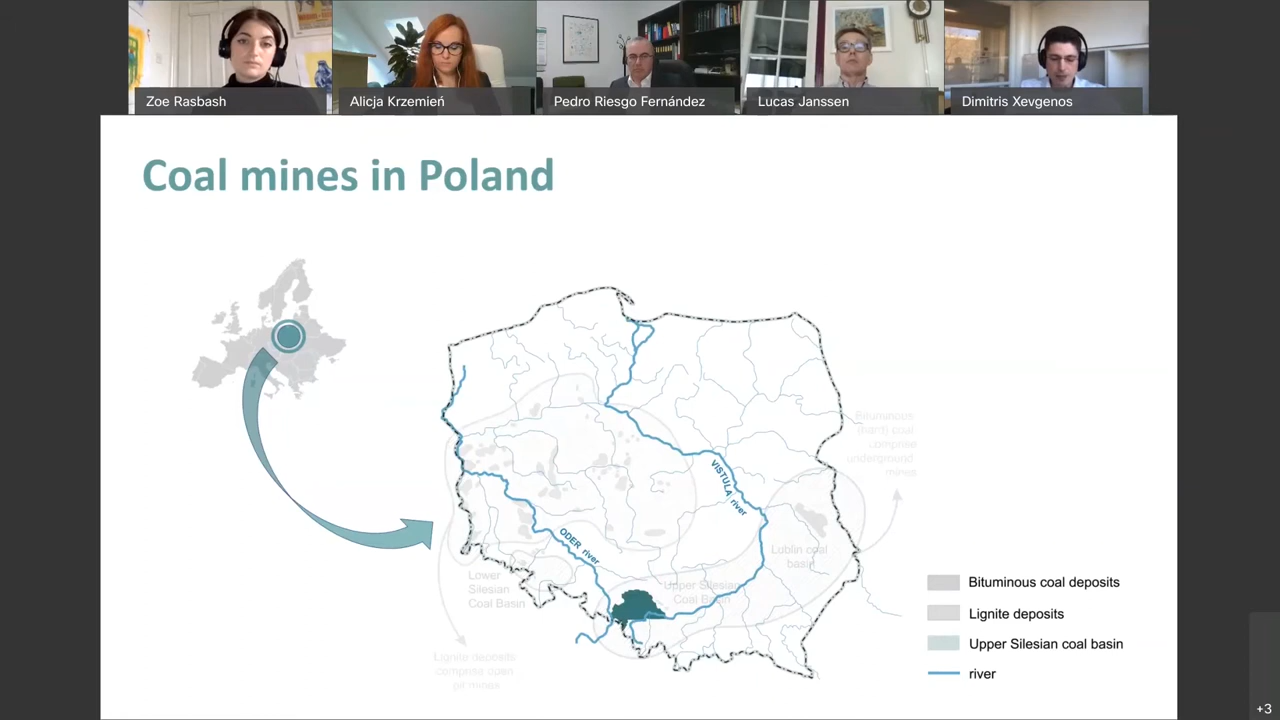 Zoe Rasbash
Alicja Krzemień
Pedro Riesgo Fernández
Lucas Janssen
Dimitris Xevgenos
Coal mines in Poland
Bituminous
(hard) coal
comprise
underground
mines
VISTULA river
ODER river
Lublin coal
basin
Lower
Silesian
Coal Basin
Upper Silesian
Coal Basin
Lignite deposits
comprise open
pit mines
Bituminous coal deposits
Lignite deposits
Upper Silesian coal basin
river
+3